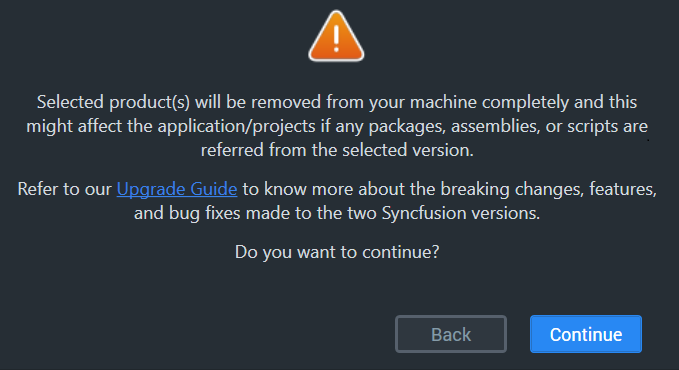 Selected product(s) will be removed from your machine completely and this
might affect the application/projects if any packages, assemblies, or scripts are
referred from the selected version.
Refer to our Upgrade Guide to know more about the breaking changes, features,
and bug fixes made to the two Syncfusion versions.
Do you want to continue?
Back
Continue